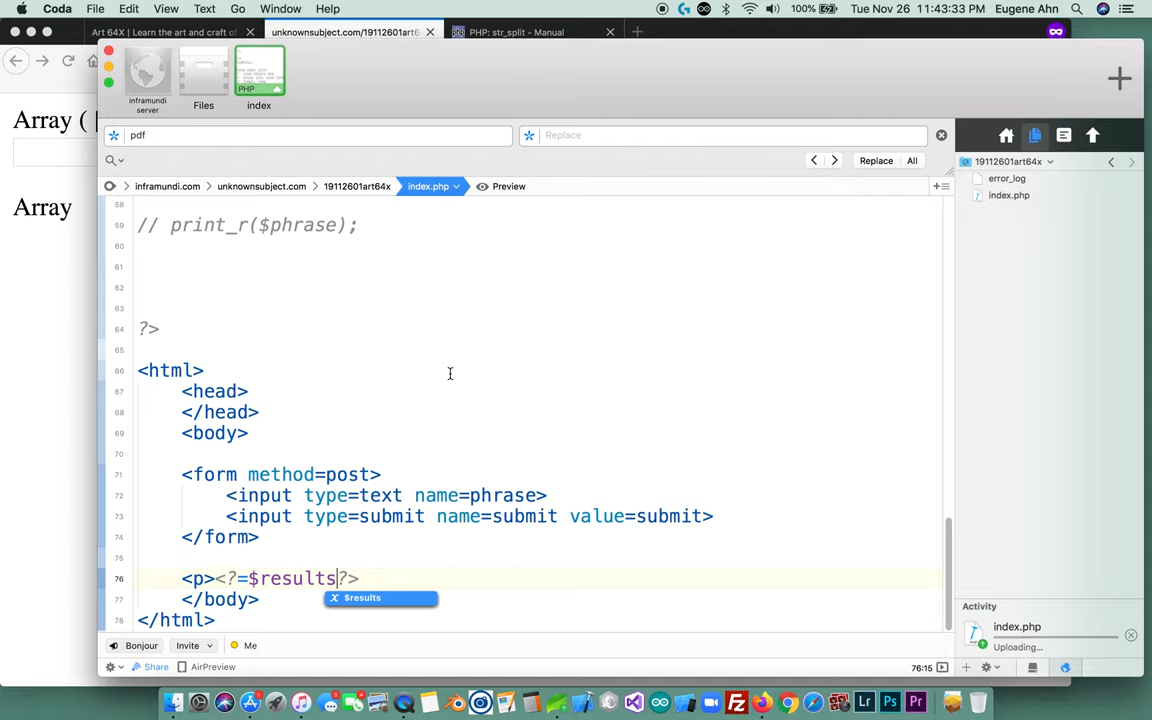 Coda File Edit View Text Go Window Help 100% Tue Nov 26 11:43:33 PM Eugene Ahn
Art 64X | Learn the art and craft of unknownsubject.com/19112601art6 PHP: str_split - Manual
inframundi
server
Files
PHP
index
Array ( 
pdf Replace
Replace All
19112601art64x
inframundi.com unknownsubject.com 19112601art64x index.php Preview
error_log
index.php
Array
58
59 // print_r($phrase);
60
61
62
63
64 ?>
65
66 <html>
67 <head>
68 </head>
69 <body>
70
71 <form method=post>
72 <input type=text name=phrase>
73 <input type=submit name=submit value=submit>
74 </form>
75
76 <p><?=$results?>
77 </body>
X $results
78 </html>
Activity
index.php
Uploading...
Bonjour Invite Me
Share AirPreview 76:15
Lr Ps Fz Pr